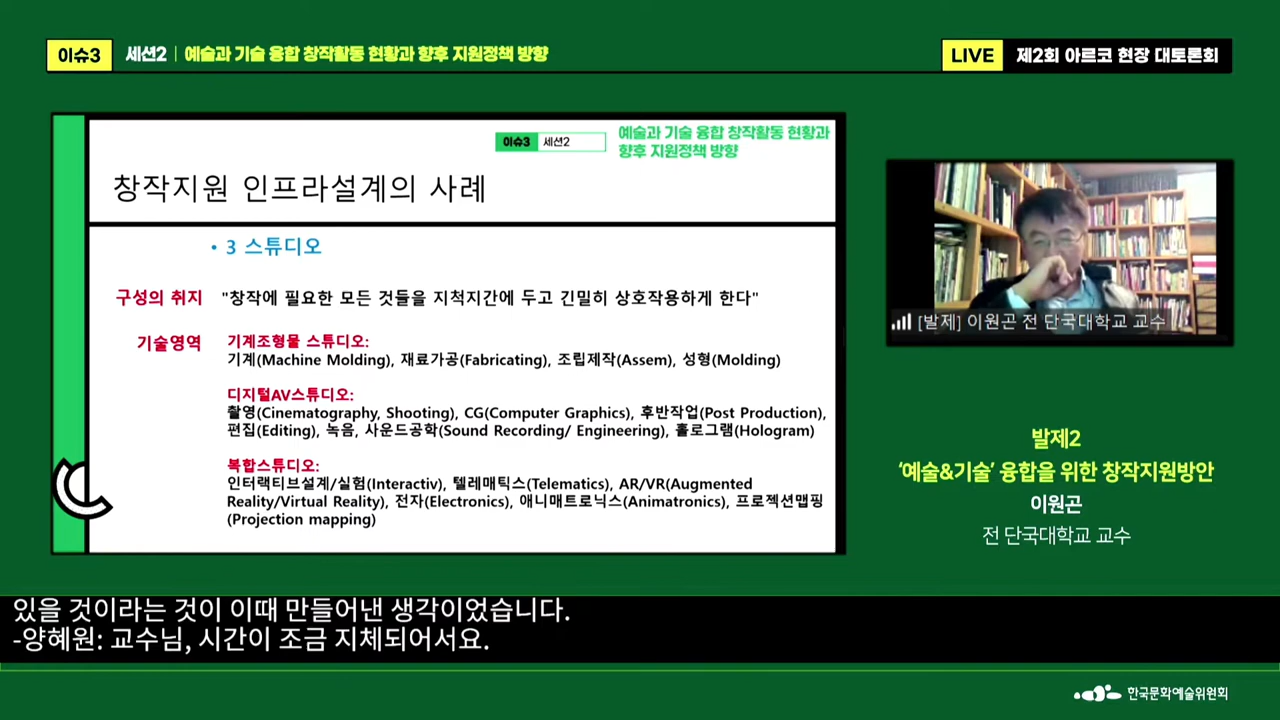 이슈3 세션2 | 예술과 기술 융합 창작활동 현황과 향후 지원정책 방향
LIVE 제2회 아르코 현장 대토론회
이슈3 세션2
예술과 기술 융합 창작활동 현황과
향후 지원정책 방향
창작지원 인프라설계의 사례
• 3 스튜디오
구성의 취지 "창작에 필요한 모든 것들을 지척지간에 두고 긴밀히 상호작용하게 한다"
기술영역
기계조형물 스튜디오:
기계(Machine Molding), 재료가공(Fabricating), 조립제작(Assem), 성형(Molding)
디지털AV스튜디오:
촬영(Cinematography, Shooting), CG(Computer Graphics), 후반작업(Post Production),
편집(Editing), 녹음, 사운드공학(Sound Recording/ Engineering), 홀로그램(Hologram)
복합스튜디오:
인터랙티브설계/실험(Interactiv), 텔레매틱스(Telematics), AR/VR(Augmented
Reality/Virtual Reality), 전자(Electronics), 애니매트로닉스(Animatronics), 프로젝션맵핑
(Projection mapping)
[발제] 이원곤 전 단국대학교 교수
발제2
‘예술&기술’ 융합을 위한 창작지원방안
이원곤
전 단국대학교 교수
있을 것이라는 것이 이때 만들어낸 생각이었습니다.
-양혜원: 교수님, 시간이 조금 지체되어서요.
한국문화예술위원회